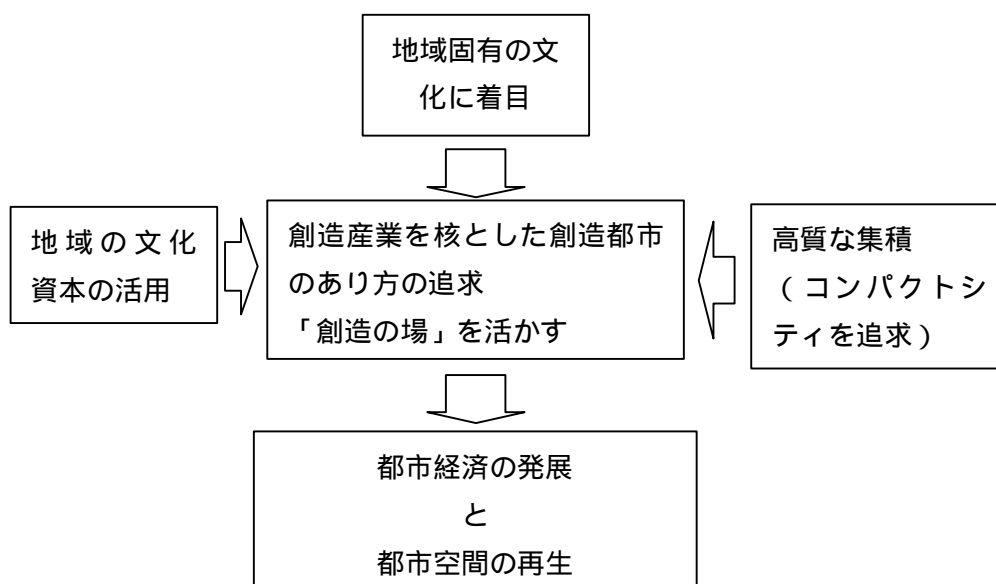 地域固有の文
化に着目
地域の文化
資本の活用
創造産業を核とした創造都市
のあり方の追求
「創造の場」を活かす
高質な集積
(コンパクトシ
ティを追求)
都市経済の発展
と
都市空間の再生